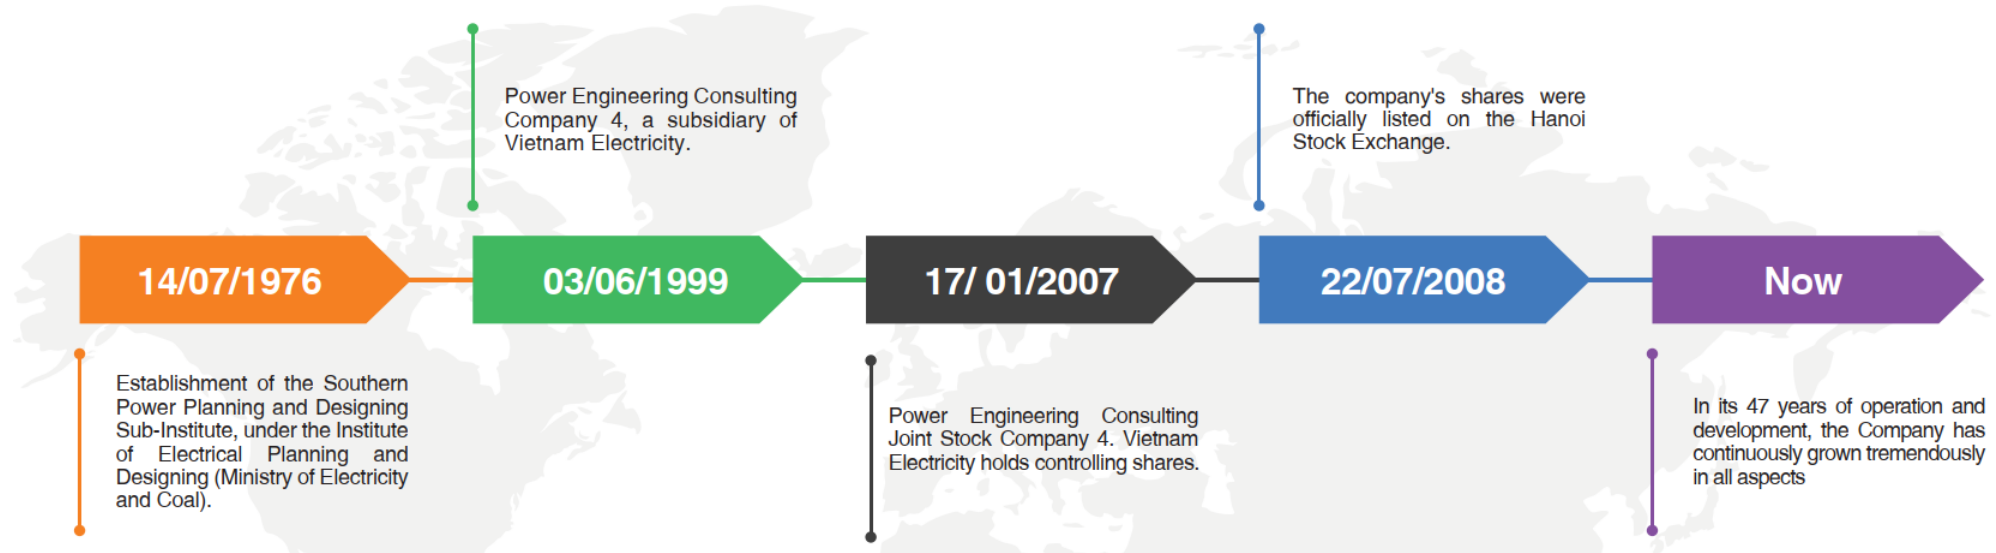 14/07/1976
Establishment of the Southern
Power Planning and Designing
Sub-Institute, under the Institute
of Electrical Planning and
Designing (Ministry of Electricity
and Coal).
Power Engineering Consulting
Company 4, a subsidiary of
Vietnam Electricity.
03/06/1999
17/ 01/2007
Power Engineering Consulting
Joint Stock Company 4. Vietnam
Electricity holds controlling shares.
The company's shares were
officially listed on the Hanoi
Stock Exchange.
22/07/2008
Now
In its 47 years of operation and
development, the Company has
continuously grown tremendously
in all aspects